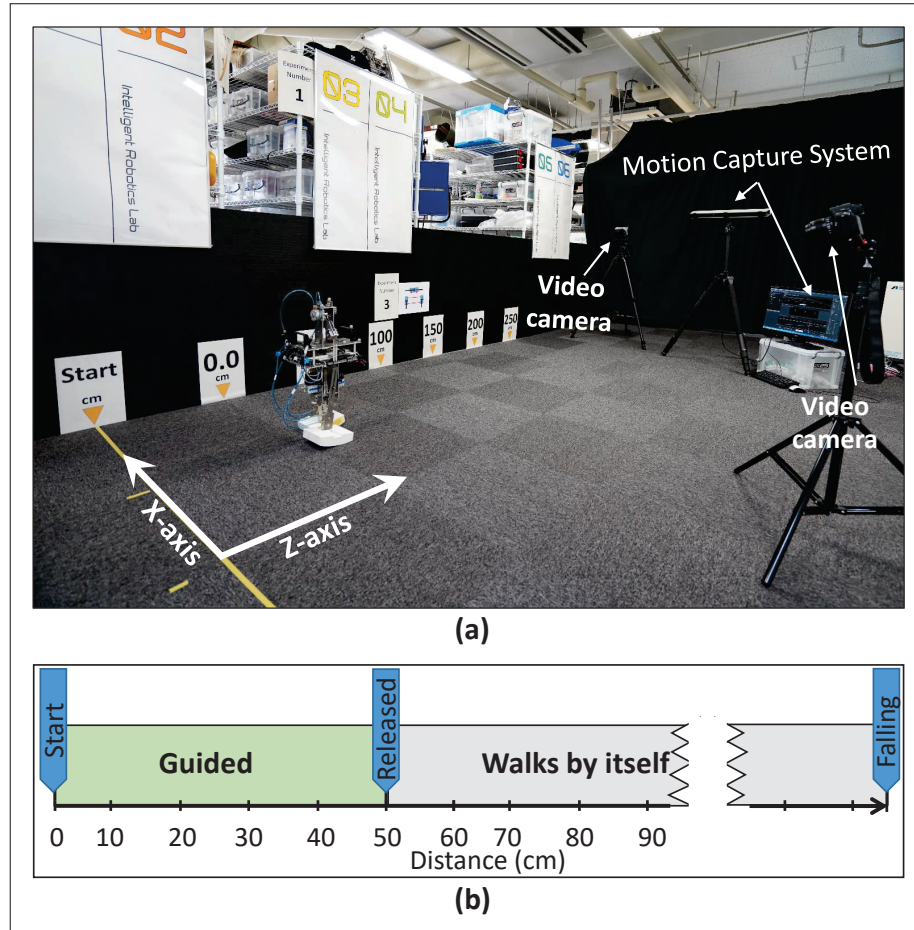 02
Intelligent Robotics Lab
Experiment
Number
1
03 04
Intelligent Robotics Lab
Intelligent Robotics Lab
05 06
Motion Capture System
Video
camera
Experiment
Number
3
Start
cm
0.0
cm
100
cm
150
cm
200
cm
250
cm
Video
camera
X-axis
Z-axis
(a)
Start
Guided
Released
Walks by itself
Falling
0 10 20 30 40 50 60 70 80 90
Distance (cm)
(b)